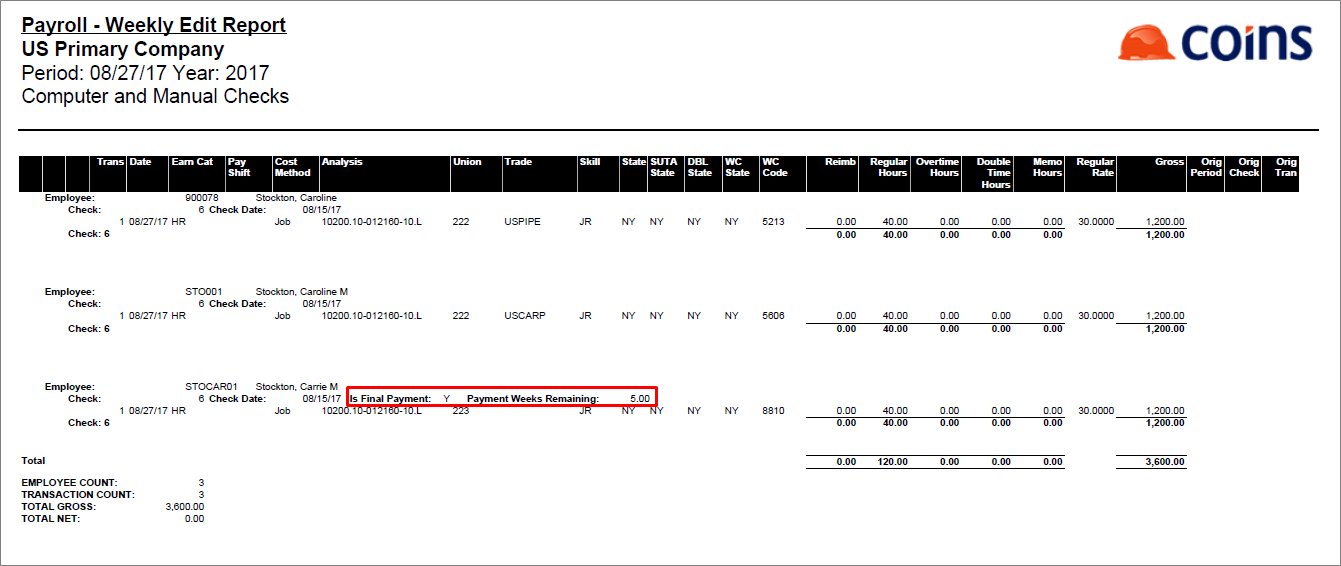 Payroll - Weekly Edit Report
US Primary Company
Period: 08/27/17 Year: 2017
Computer and Manual Checks
coins
Trans Date Earn Cat Pay Shift Cost Method Analysis Union Trade Skill State SUTA State DBL State WC State WC Code Reimb Regular Hours Overtime Hours Double Time Hours Memo Hours Regular Rate Gross Orig Period Orig Check Orig Tran
Employee: 900078 Stockton, Caroline
Check: 6 Check Date: 08/15/17
1 08/27/17 HR Job 10200.10-012160-10.L 222 USPIPE JR NY NY NY NY 5213 0.00 40.00 0.00 0.00 0.00 30.0000 1,200.00
Check: 6 0.00 40.00 0.00 0.00 0.00 1,200.00
Employee: STO001 Stockton, Caroline M
Check: 6 Check Date: 08/15/17
1 08/27/17 HR Job 10200.10-012160-10.L 222 USCARP JR NY NY NY NY 5606 0.00 40.00 0.00 0.00 0.00 30.0000 1,200.00
Check: 6 0.00 40.00 0.00 0.00 0.00 1,200.00
Employee: STOCAR01 Stockton, Carrie M
Check: 6 Check Date: 08/15/17 Is Final Payment: Y Payment Weeks Remaining: 5.00
1 08/27/17 HR Job 10200.10-012160-10.L 223 JR NY NY NY NY 8810 0.00 40.00 0.00 0.00 0.00 30.0000 1,200.00
Check: 6 0.00 40.00 0.00 0.00 0.00 1,200.00
Total 0.00 120.00 0.00 0.00 0.00 3,600.00
EMPLOYEE COUNT: 3
TRANSACTION COUNT: 3
TOTAL GROSS: 3,600.00
TOTAL NET: 0.00